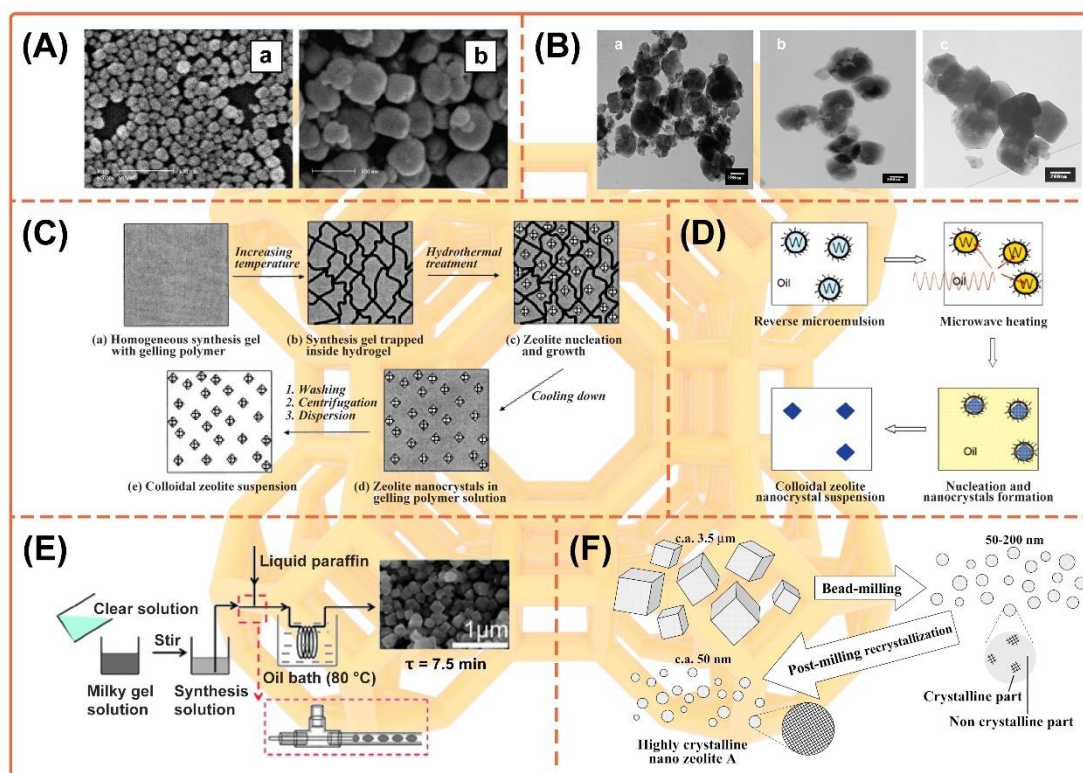 (A)
a
b
(B)
a
b
c
(C)
Increasing
temperature
Hydrothermal
treatment
(a) Homogeneous synthesis gel
with gelling polymer
(b) Synthesis gel trapped
inside hydrogel
(c) Zeolite nucleation
and growth
1. Washing
2. Centrifugation
3. Dispersion
Cooling down
(e) Colloidal zeolite suspension
(d) Zeolite nanocrystals in
gelling polymer solution
(D)
W
W
W
Oil
Reverse microemulsion
W
W
W
Oil
Microwave heating
Colloidal zeolite
nanocrystal suspension
Oil
Nucleation and
nanocrystals formation
(E)
Liquid paraffin
Clear solution
Stir
Milky gel
solution
Synthesis
solution
Oil bath (80 °C)
1μm
τ = 7.5 min
(F)
c.a. 3.5 μm
Bead-milling
50-200 nm
Post-milling recrystallization
c.a. 50 nm
Crystalline part
Non crystalline part
Highly crystalline
nano zeolite A